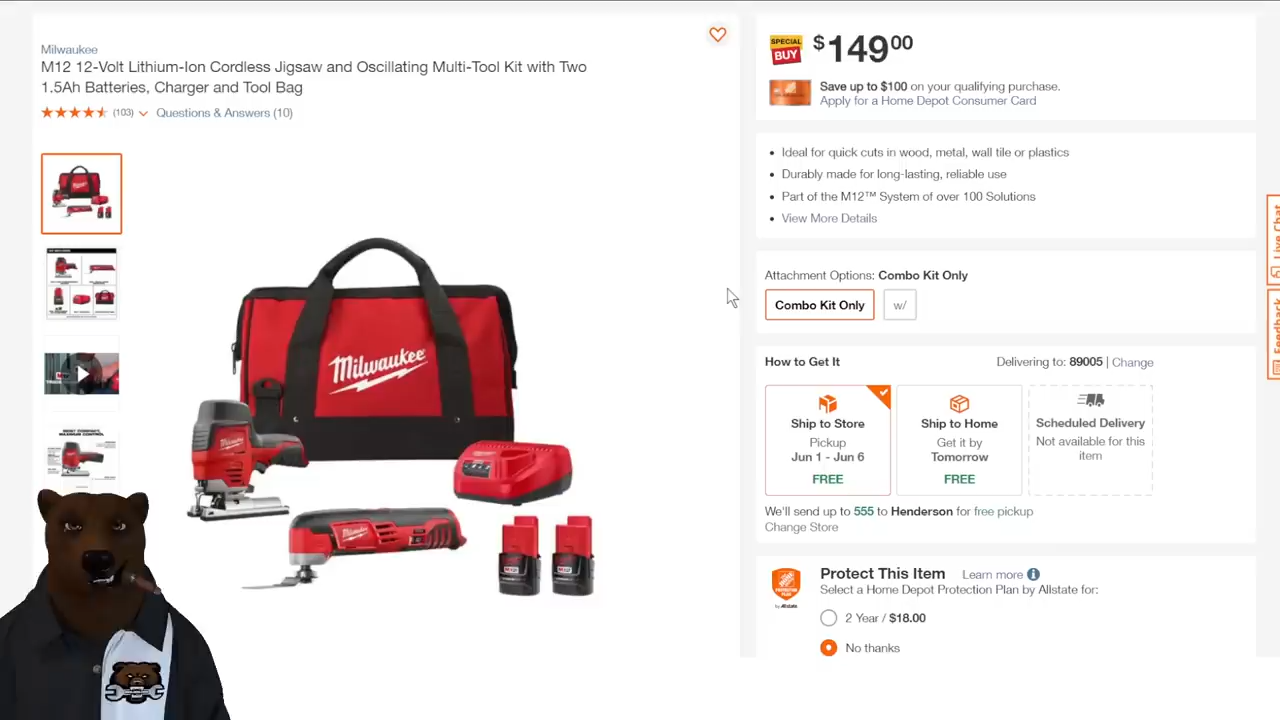 Milwaukee
M12 12-Volt Lithium-Ion Cordless Jigsaw and Oscillating Multi-Tool Kit with Two
1.5Ah Batteries, Charger and Tool Bag
(103)
Questions & Answers (10)
Milwaukee
SPECIAL
BUY
$149.00
Save up to $100 on your qualifying purchase.
Apply for a Home Depot Consumer Card
Ideal for quick cuts in wood, metal, wall tile or plastics
Durably made for long-lasting, reliable use
Part of the M12™ System of over 100 Solutions
View More Details
Attachment Options: Combo Kit Only
Combo Kit Only
w/
How to Get It
Delivering to: 89005 | Change
Ship to Store
Pickup
Jun 1 - Jun 6
FREE
Ship to Home
Get it by
Tomorrow
FREE
Scheduled Delivery
Not available for this
item
We'll send up to 555 to Henderson for free pickup
Change Store
Protect This Item Learn more
Select a Home Depot Protection Plan by Allstate for:
by Allstate
2 Year / $18.00
No thanks
Live Chat
Feedback